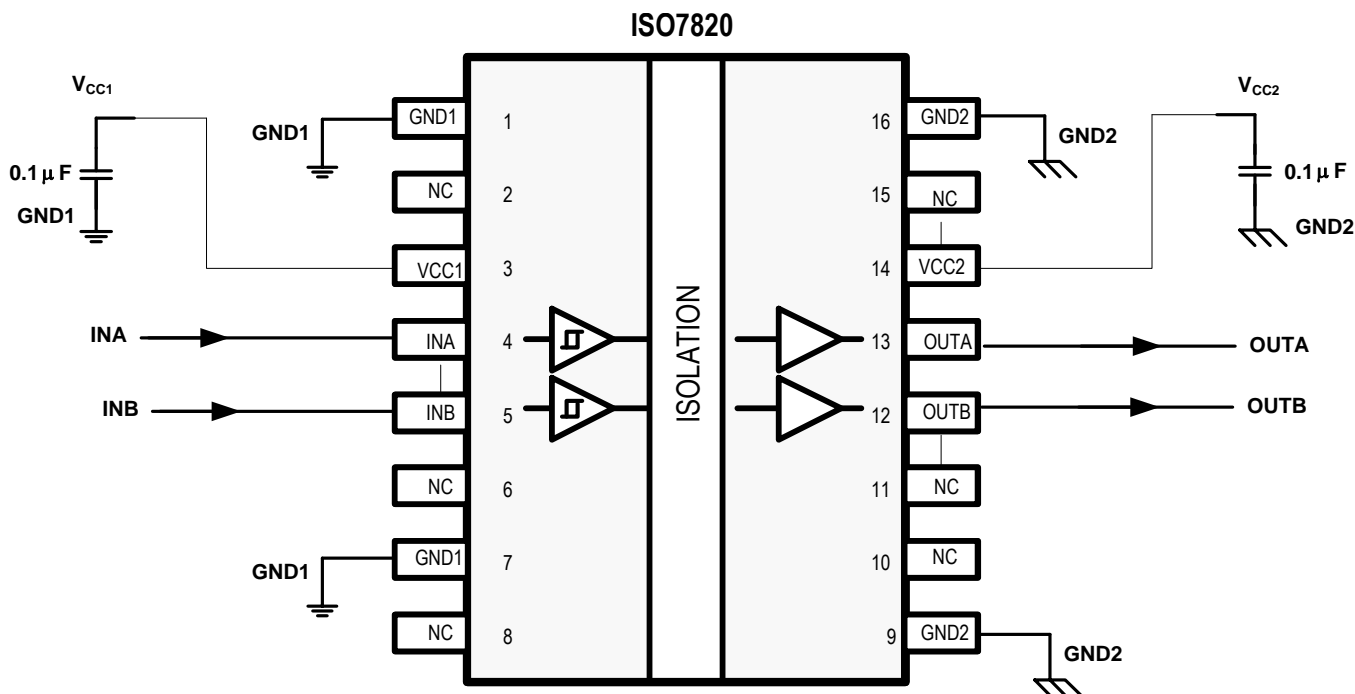 ISO7820
VCC1
0.1 µ F
GND1
GND1
GND1
1
NC
2
VCC1
3
INA
INA
4
INB
INB
5
NC
6
GND1
GND1
7
NC
8
ISOLATION
16
GND2
GND2
15
NC
14
VCC2
VCC2
0.1 µ F
GND2
13
OUTA
OUTA
12
OUTB
OUTB
11
NC
10
NC
9
GND2
GND2